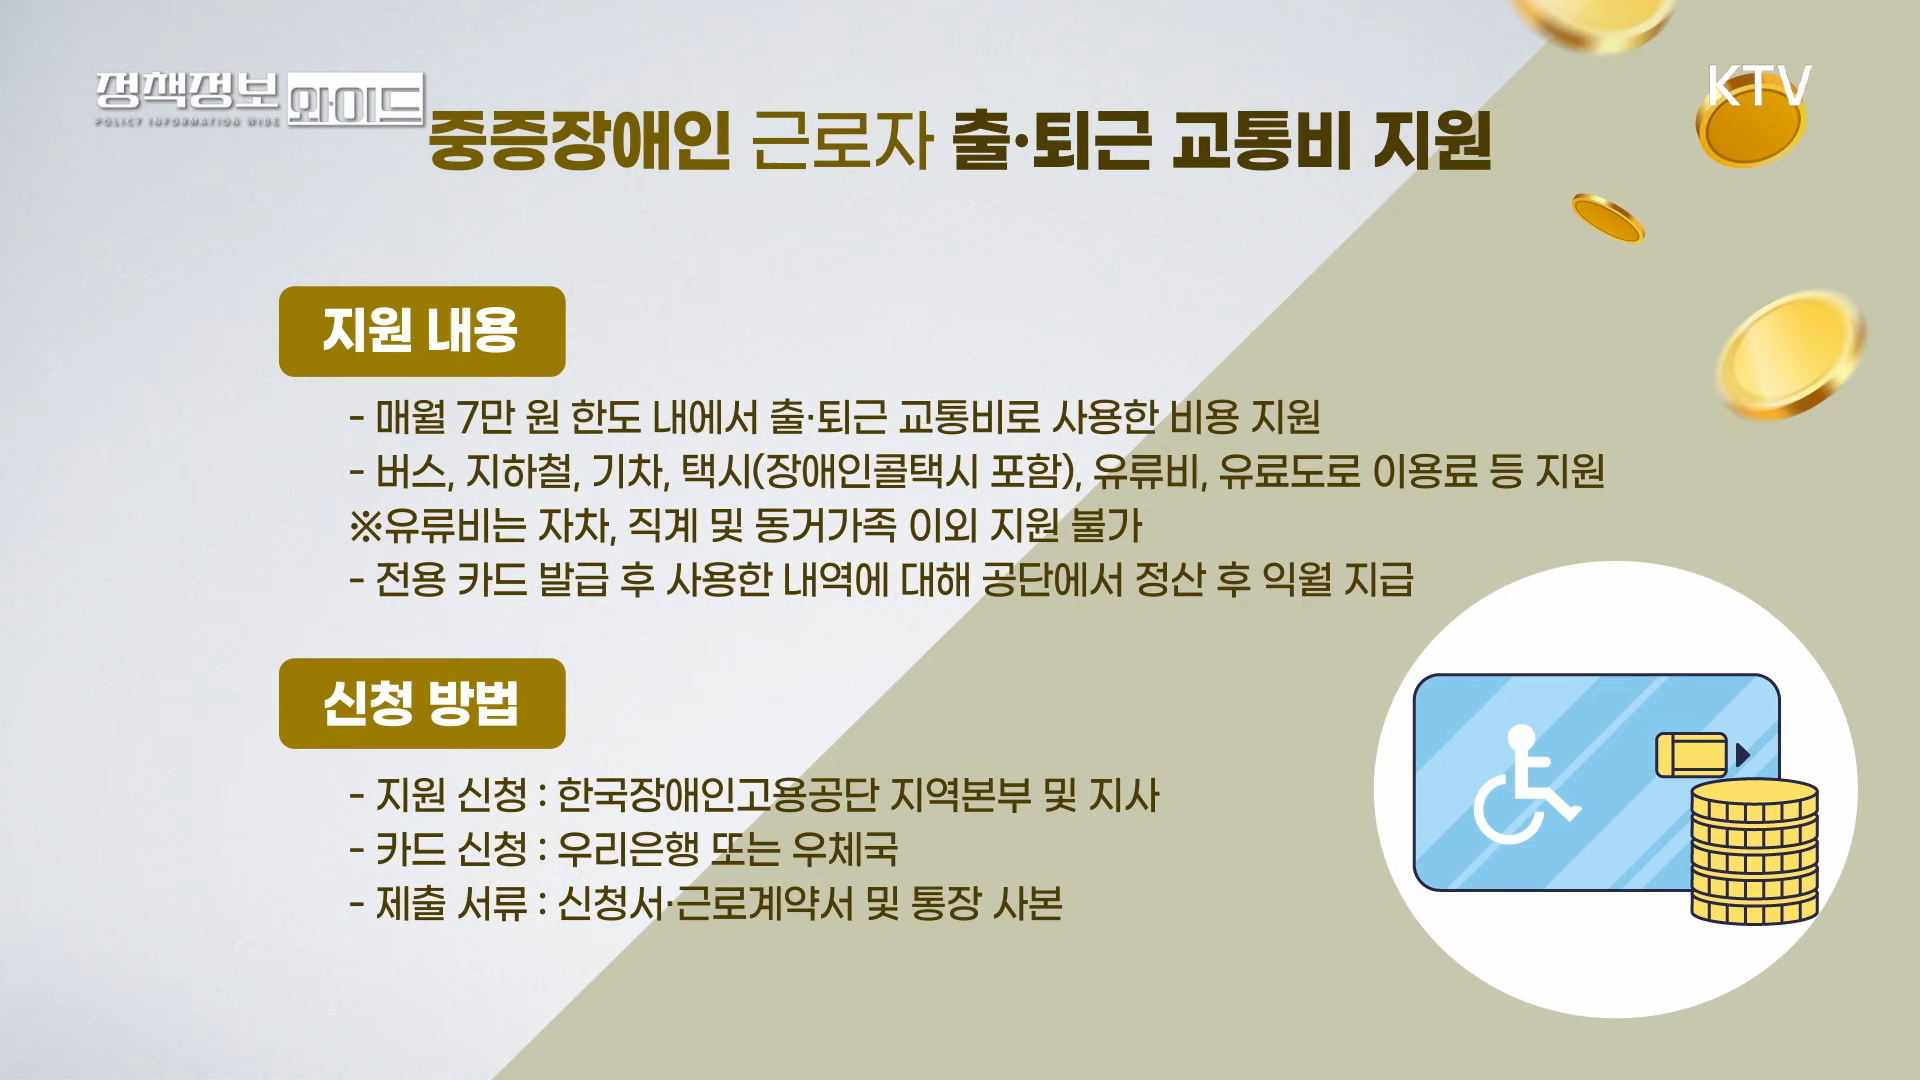 정책정보 와이드
POLICY INFORMATION WIDE
KTV
중증장애인 근로자 출·퇴근 교통비 지원
지원 내용
- 매월 7만 원 한도 내에서 출·퇴근 교통비로 사용한 비용 지원
- 버스, 지하철, 기차, 택시(장애인콜택시 포함), 유류비, 유료도로 이용료 등 지원
※유류비는 자차, 직계 및 동거가족 이외 지원 불가
- 전용 카드 발급 후 사용한 내역에 대해 공단에서 정산 후 익월 지급
신청 방법
- 지원 신청 : 한국장애인고용공단 지역본부 및 지사
- 카드 신청 : 우리은행 또는 우체국
- 제출 서류 : 신청서·근로계약서 및 통장 사본